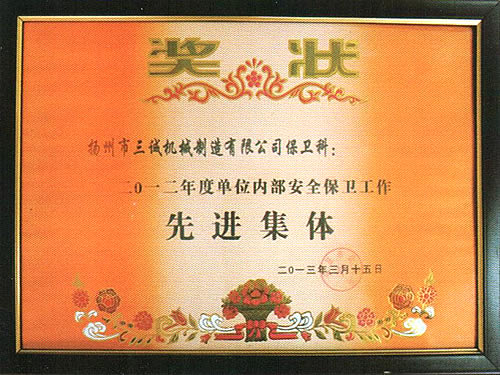 奖状
扬州市三诚机械制造有限公司保卫科：
二〇一二年度单位内部安全保卫工作
先进集体
二〇一三年三月十五日